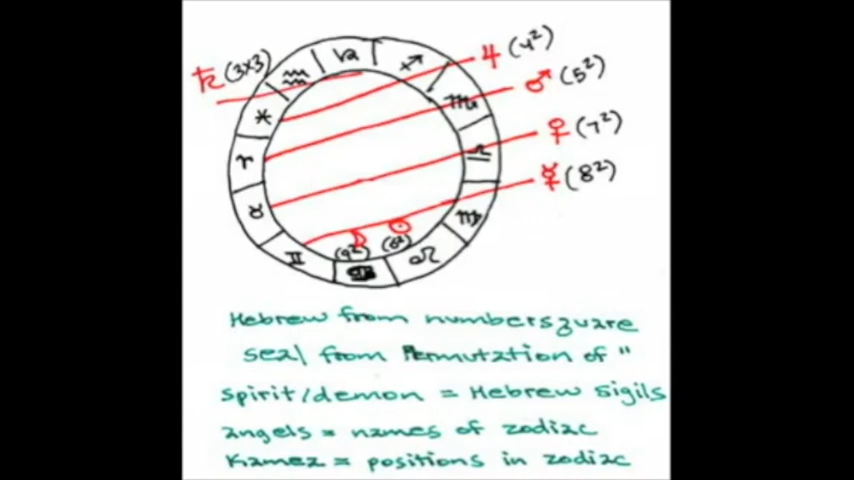 ♄ (3x3)
♃ (4²)
♂ (5²)
♀ (7²)
☿ (8²)
♒ ♑ ♐
♓ ♏
♈ ♎
♉ ♍
♊ ♋ ♌
☽ ☉
(9²) (6²)
Hebrew from numbersquare
seal from Permutation of "
spirit/demon = Hebrew sigils
angels = names of zodiac
Kamea = positions in zodiac